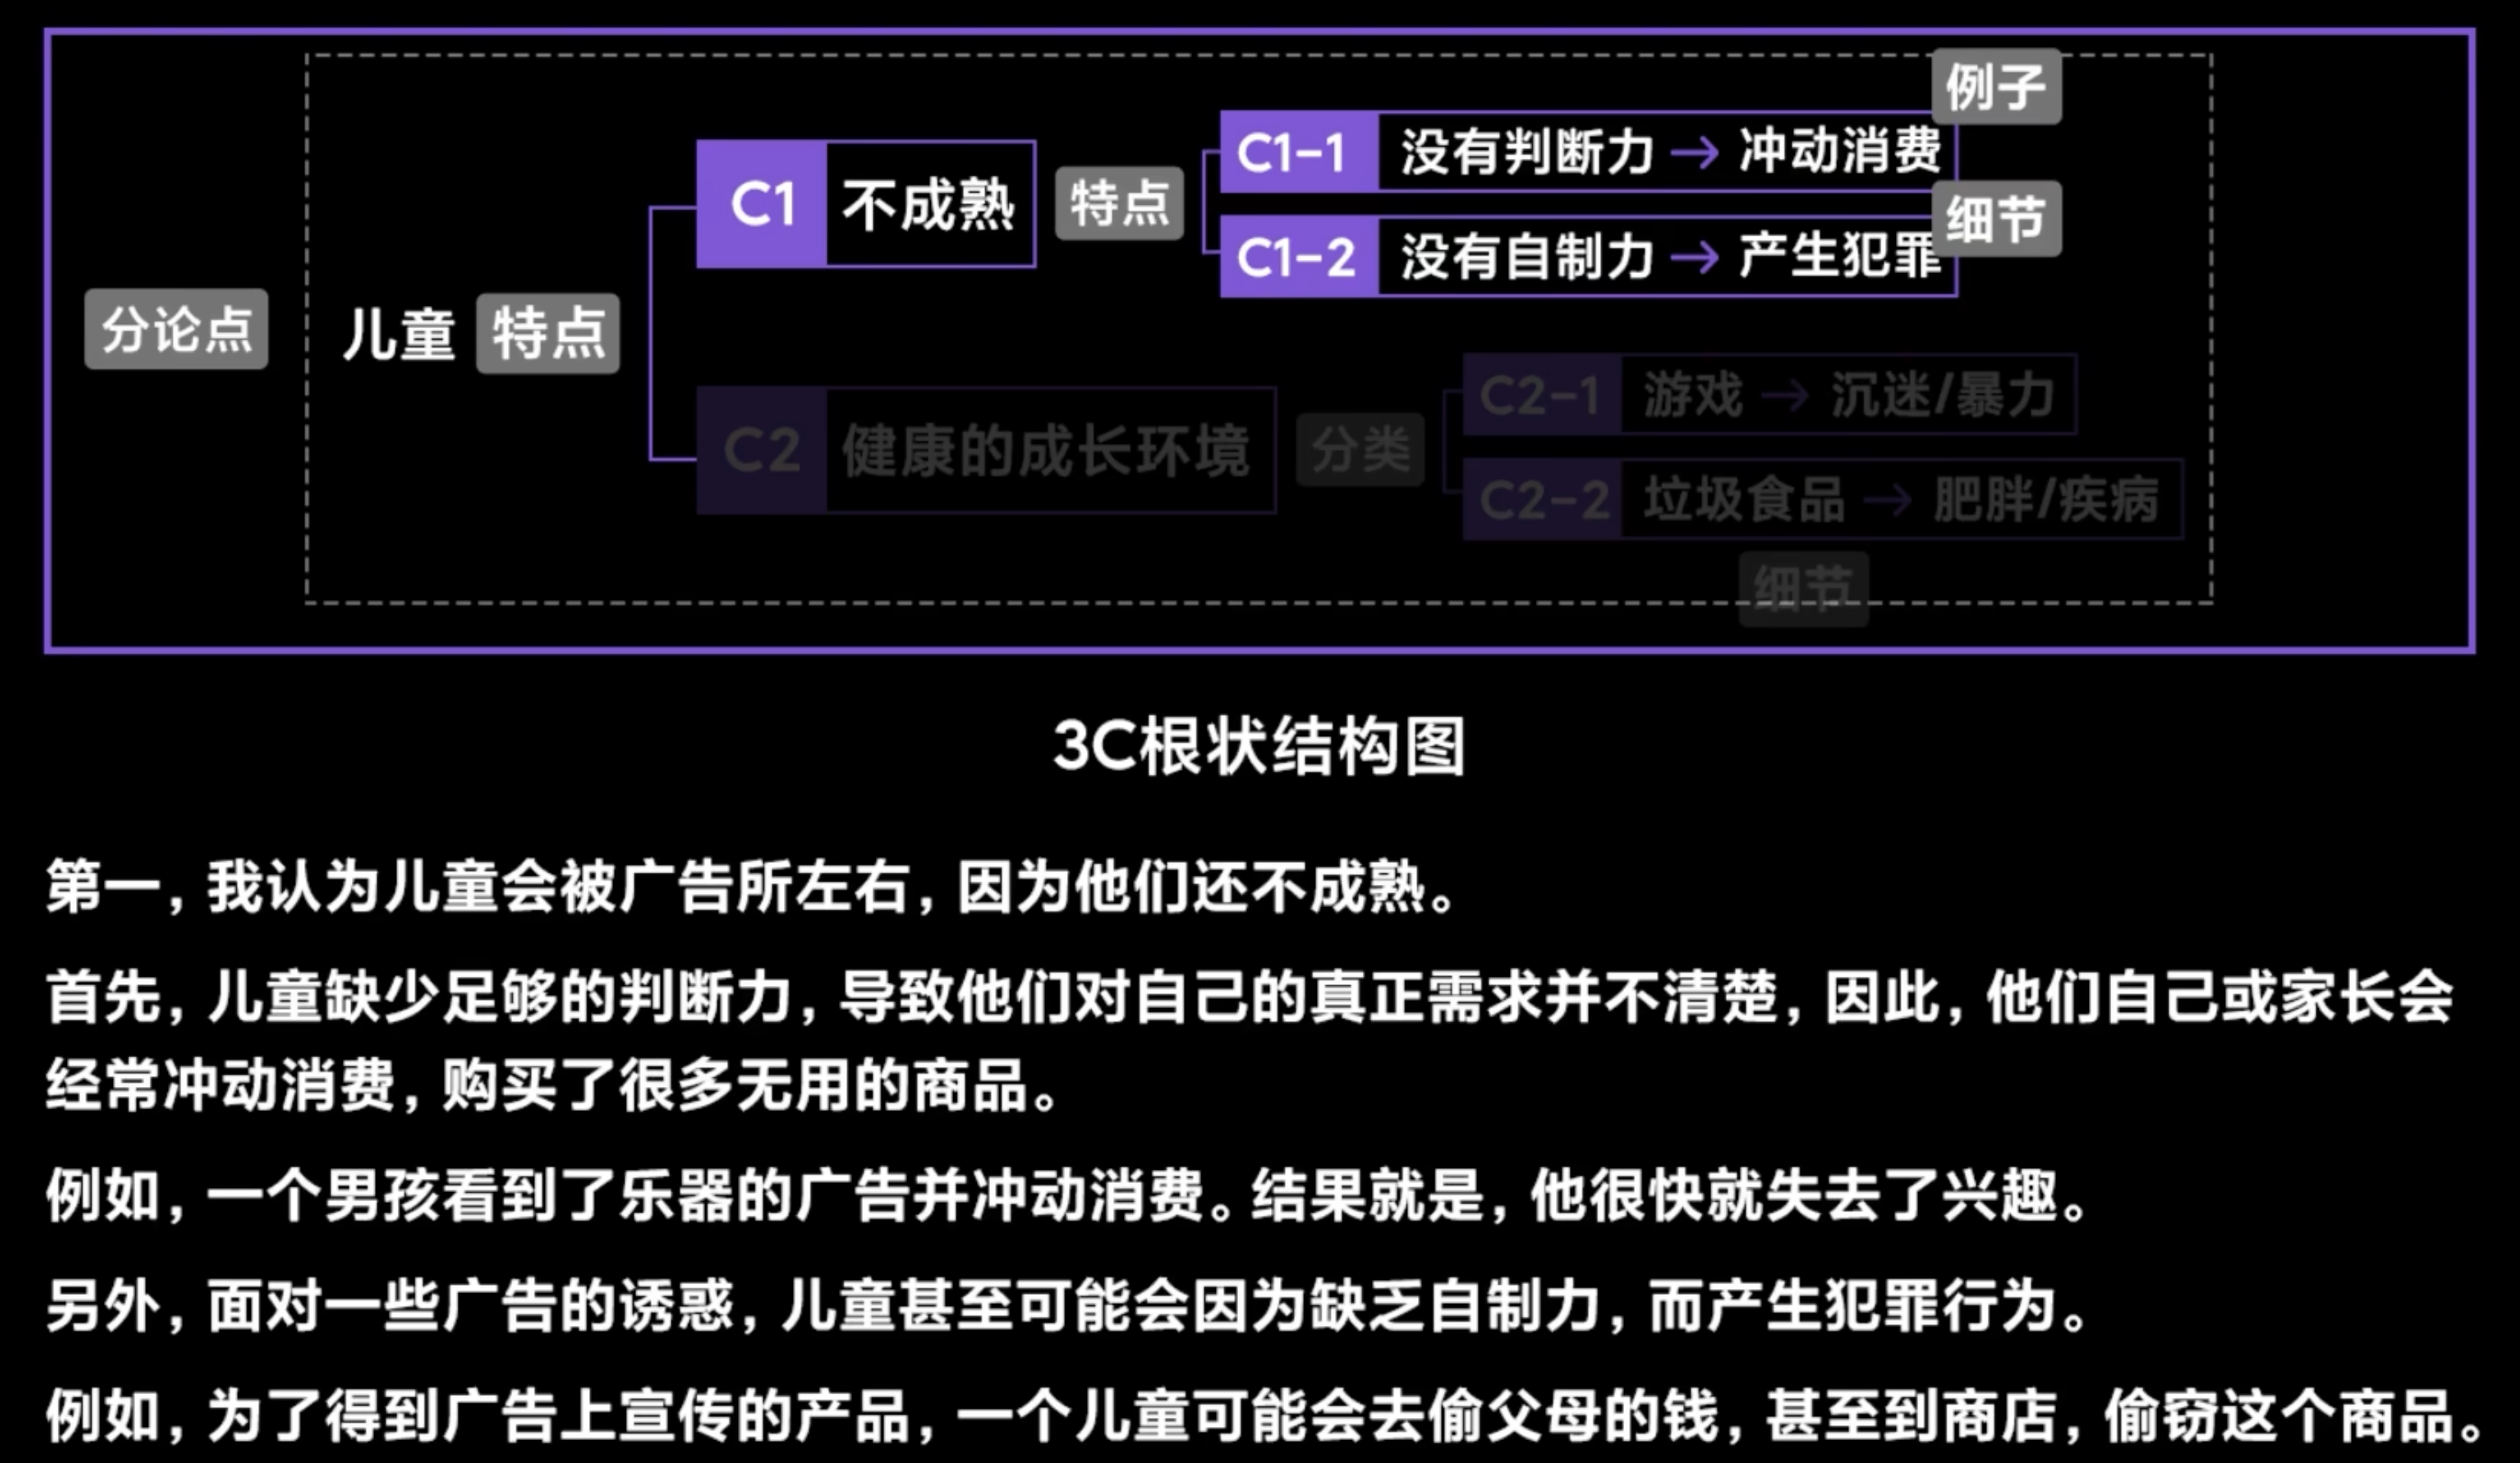 例子
C1-1 没有判断力 → 冲动消费
C1 不成熟 特点
细节
C1-2 没有自制力 → 产生犯罪
分论点 儿童 特点
C2-1 游戏 → 沉迷/暴力
C2 健康的成长环境 分类
C2-2 垃圾食品 → 肥胖/疾病
细节
3C根状结构图
第一，我认为儿童会被广告所左右，因为他们还不成熟。
首先，儿童缺少足够的判断力，导致他们对自己的真正需求并不清楚，因此，他们自己或家长会
经常冲动消费，购买了很多无用的商品。
例如，一个男孩看到了乐器的广告并冲动消费。结果就是，他很快就失去了兴趣。
另外，面对一些广告的诱惑，儿童甚至可能会因为缺乏自制力，而产生犯罪行为。
例如，为了得到广告上宣传的产品，一个儿童可能会去偷父母的钱，甚至到商店，偷窃这个商品。